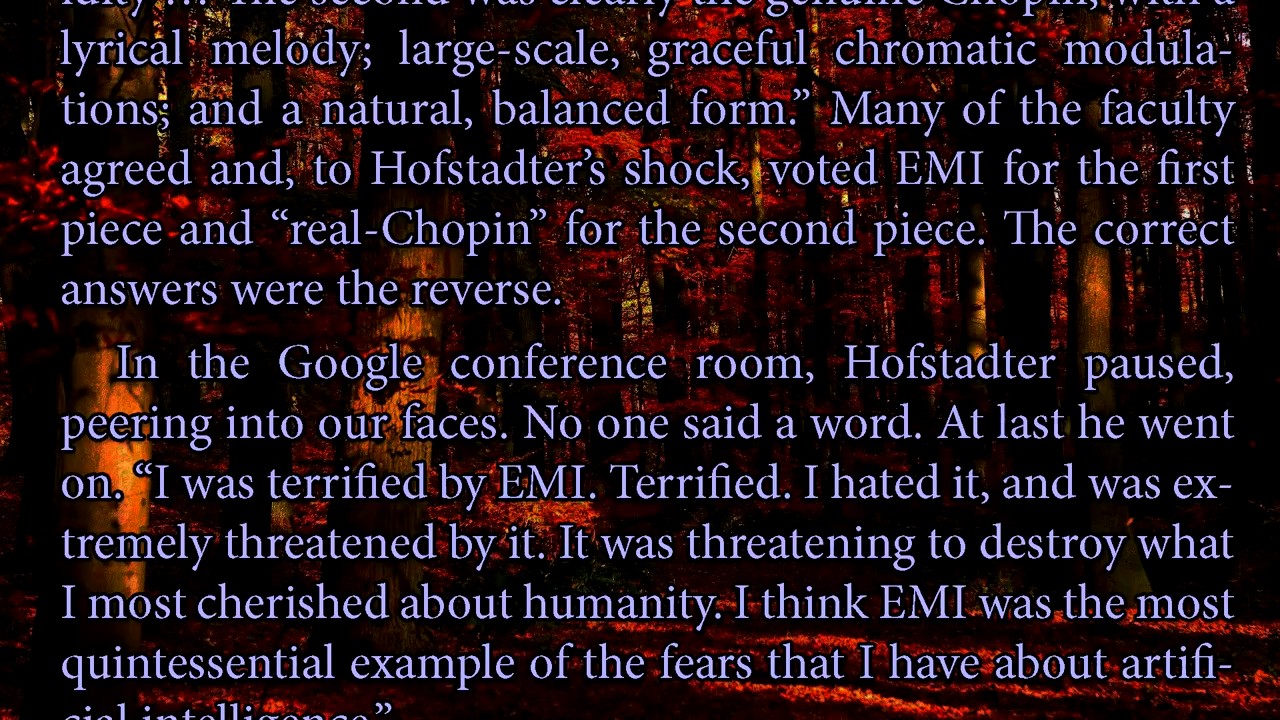 lyrical melody; large-scale, graceful chromatic modula-
tions; and a natural, balanced form.” Many of the faculty
agreed and, to Hofstadter’s shock, voted EMI for the first
piece and “real-Chopin” for the second piece. The correct
answers were the reverse.
In the Google conference room, Hofstadter paused,
peering into our faces. No one said a word. At last he went
on. “I was terrified by EMI. Terrified. I hated it, and was ex-
tremely threatened by it. It was threatening to destroy what
I most cherished about humanity. I think EMI was the most
quintessential example of the fears that I have about artifi-
cial intelligence.”